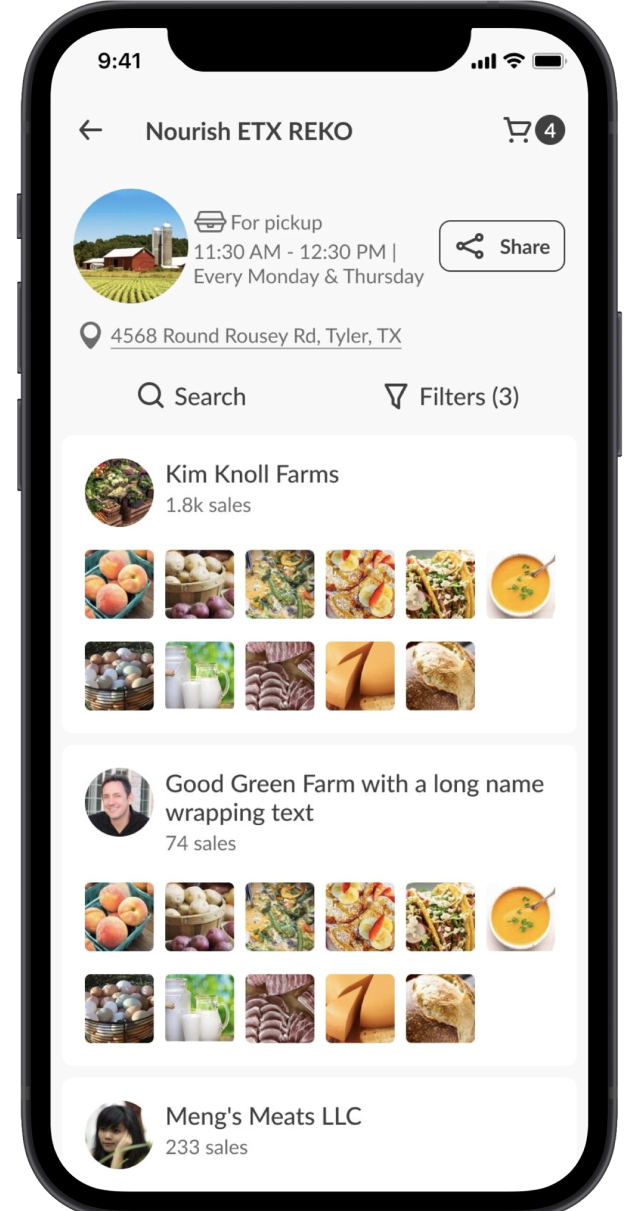 9:41
Nourish ETX REKO
4
For pickup
11:30 AM - 12:30 PM |
Every Monday & Thursday
Share
4568 Round Rousey Rd, Tyler, TX
Search
Filters (3)
Kim Knoll Farms
1.8k sales
Good Green Farm with a long name
wrapping text
74 sales
Meng's Meats LLC
233 sales